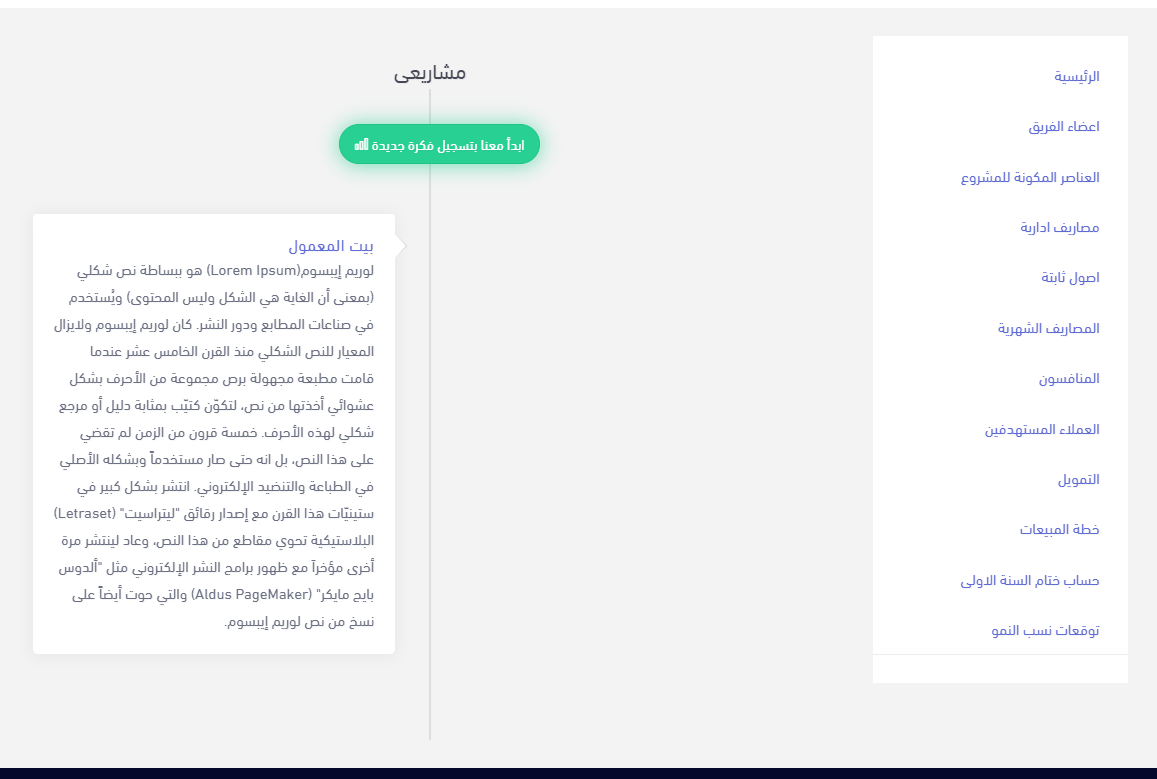 الرئيسية
اعضاء الفريق
العناصر المكونة للمشروع
مصاريف ادارية
اصول ثابتة
المصاريف الشهرية
المنافسون
العملاء المستهدفين
التمويل
خطة المبيعات
حساب ختام السنة الاولى
توقعات نسب النمو
مشاريعى
ابدأ معنا بتسجيل فكرة جديدة
بيت المعمول
لوريم إيبسوم(Lorem Ipsum) هو ببساطة نص شكلي
(بمعنى أن الغاية هي الشكل وليس المحتوى) ويُستخدم
في صناعات المطابع ودور النشر. كان لوريم إيبسوم ولايزال
المعيار للنص الشكلي منذ القرن الخامس عشر عندما
قامت مطبعة مجهولة برص مجموعة من الأحرف بشكل
عشوائي أخذتها من نص، لتكوّن كتيّب بمثابة دليل أو مرجع
شكلي لهذه الأحرف. خمسة قرون من الزمن لم تقضي
على هذا النص، بل انه حتى صار مستخدماً وبشكله الأصلي
في الطباعة والتنضيد الإلكتروني. انتشر بشكل كبير في
ستينيّات هذا القرن مع إصدار رقائق "ليتراسيت" (Letraset)
البلاستيكية تحوي مقاطع من هذا النص، وعاد لينتشر مرة
أخرى مؤخراَ مع ظهور برامج النشر الإلكتروني مثل "ألدوس
بايج مايكر" (Aldus PageMaker) والتي حوت أيضاً على
نسخ من نص لوريم إيبسوم.